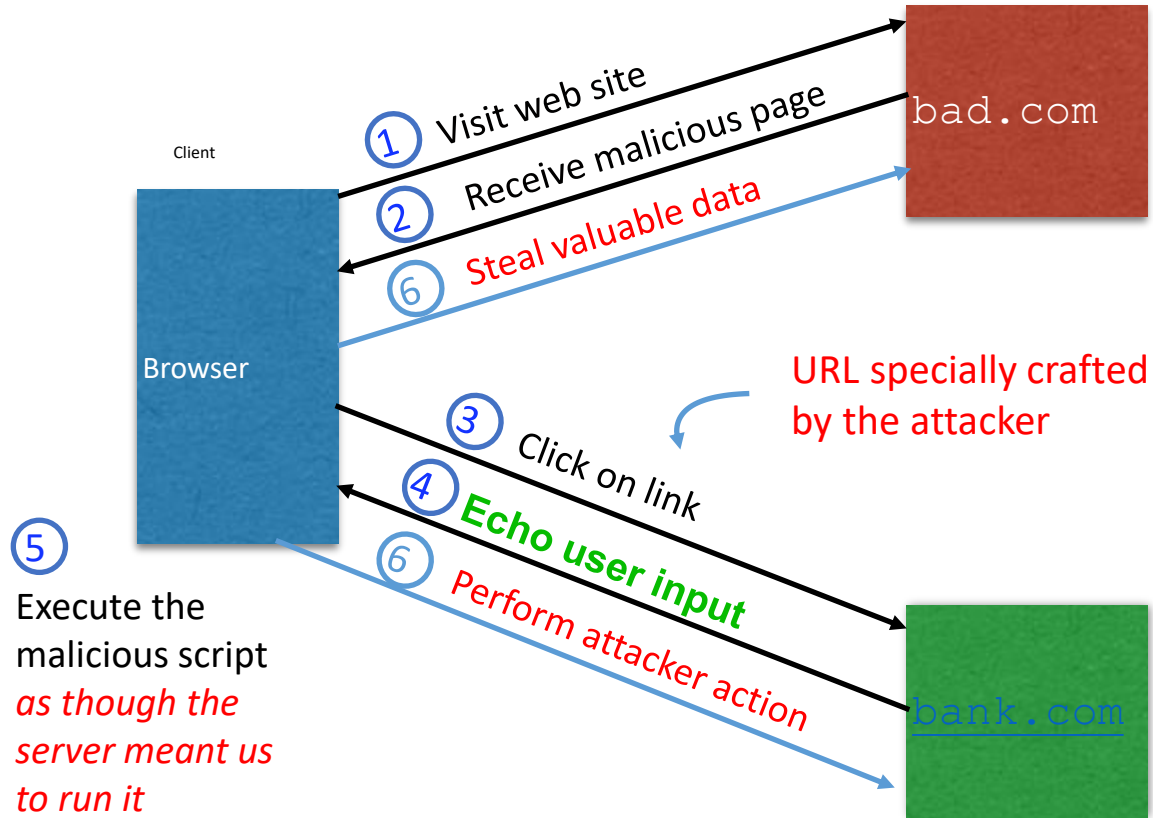 Client
Browser
bad.com
1 Visit web site
2 Receive malicious page
6 Steal valuable data
URL specially crafted
by the attacker
3 Click on link
4 Echo user input
6 Perform attacker action
5
Execute the
malicious script
as though the
server meant us
to run it
bank.com